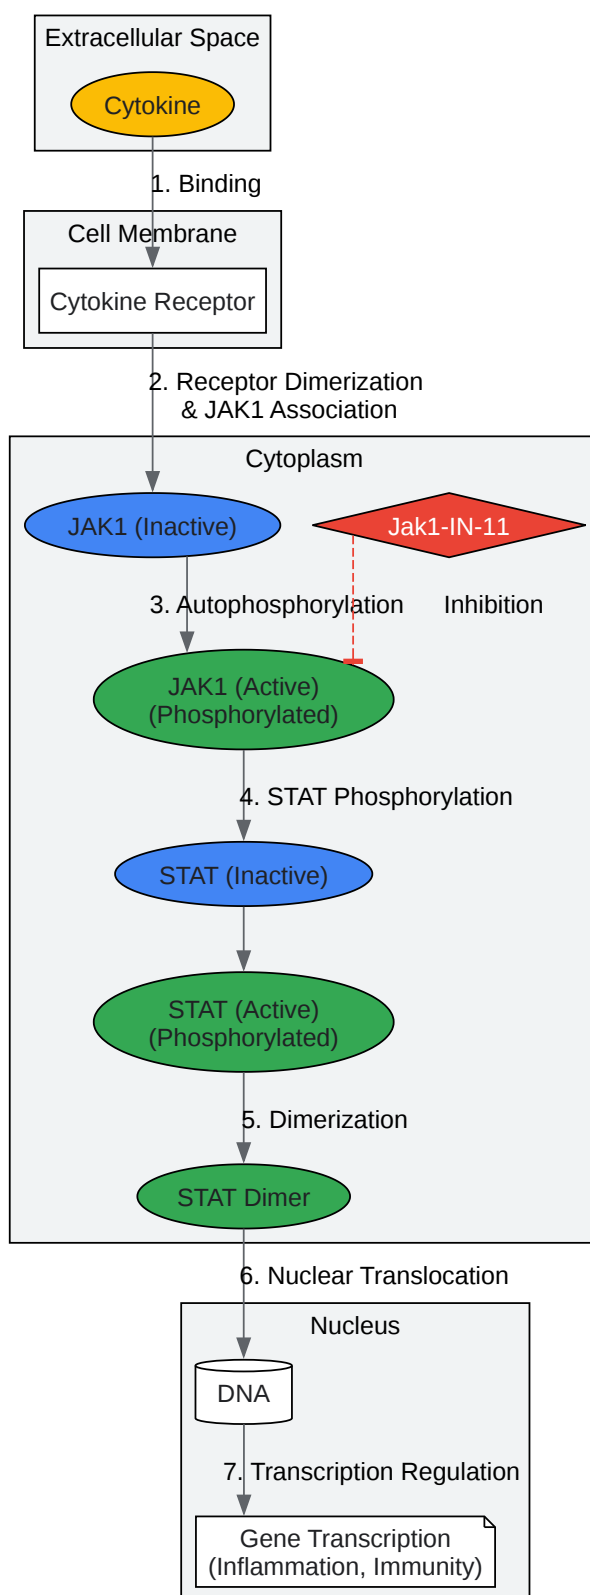 Extracellular Space
Cytokine
1. Binding
Cell Membrane
Cytokine Receptor
2. Receptor Dimerization
& JAK1 Association
Cytoplasm
JAK1 (Inactive)
Jak1-IN-11
3. Autophosphorylation
Inhibition
JAK1 (Active)
(Phosphorylated)
4. STAT Phosphorylation
STAT (Inactive)
STAT (Active)
(Phosphorylated)
5. Dimerization
STAT Dimer
6. Nuclear Translocation
Nucleus
DNA
7. Transcription Regulation
Gene Transcription
(Inflammation, Immunity)